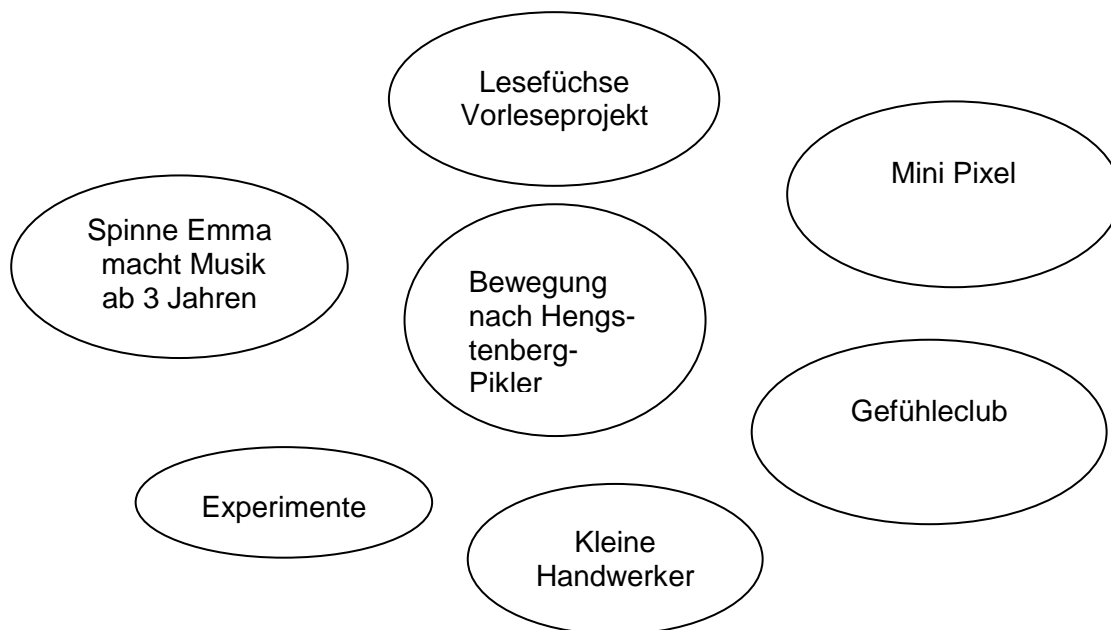 Lesefüchse
Vorleseprojekt
Mini Pixel
Spinne Emma
macht Musik
ab 3 Jahren
Bewegung
nach Hengs-
tenberg-
Pikler
Gefühleclub
Experimente
Kleine
Handwerker